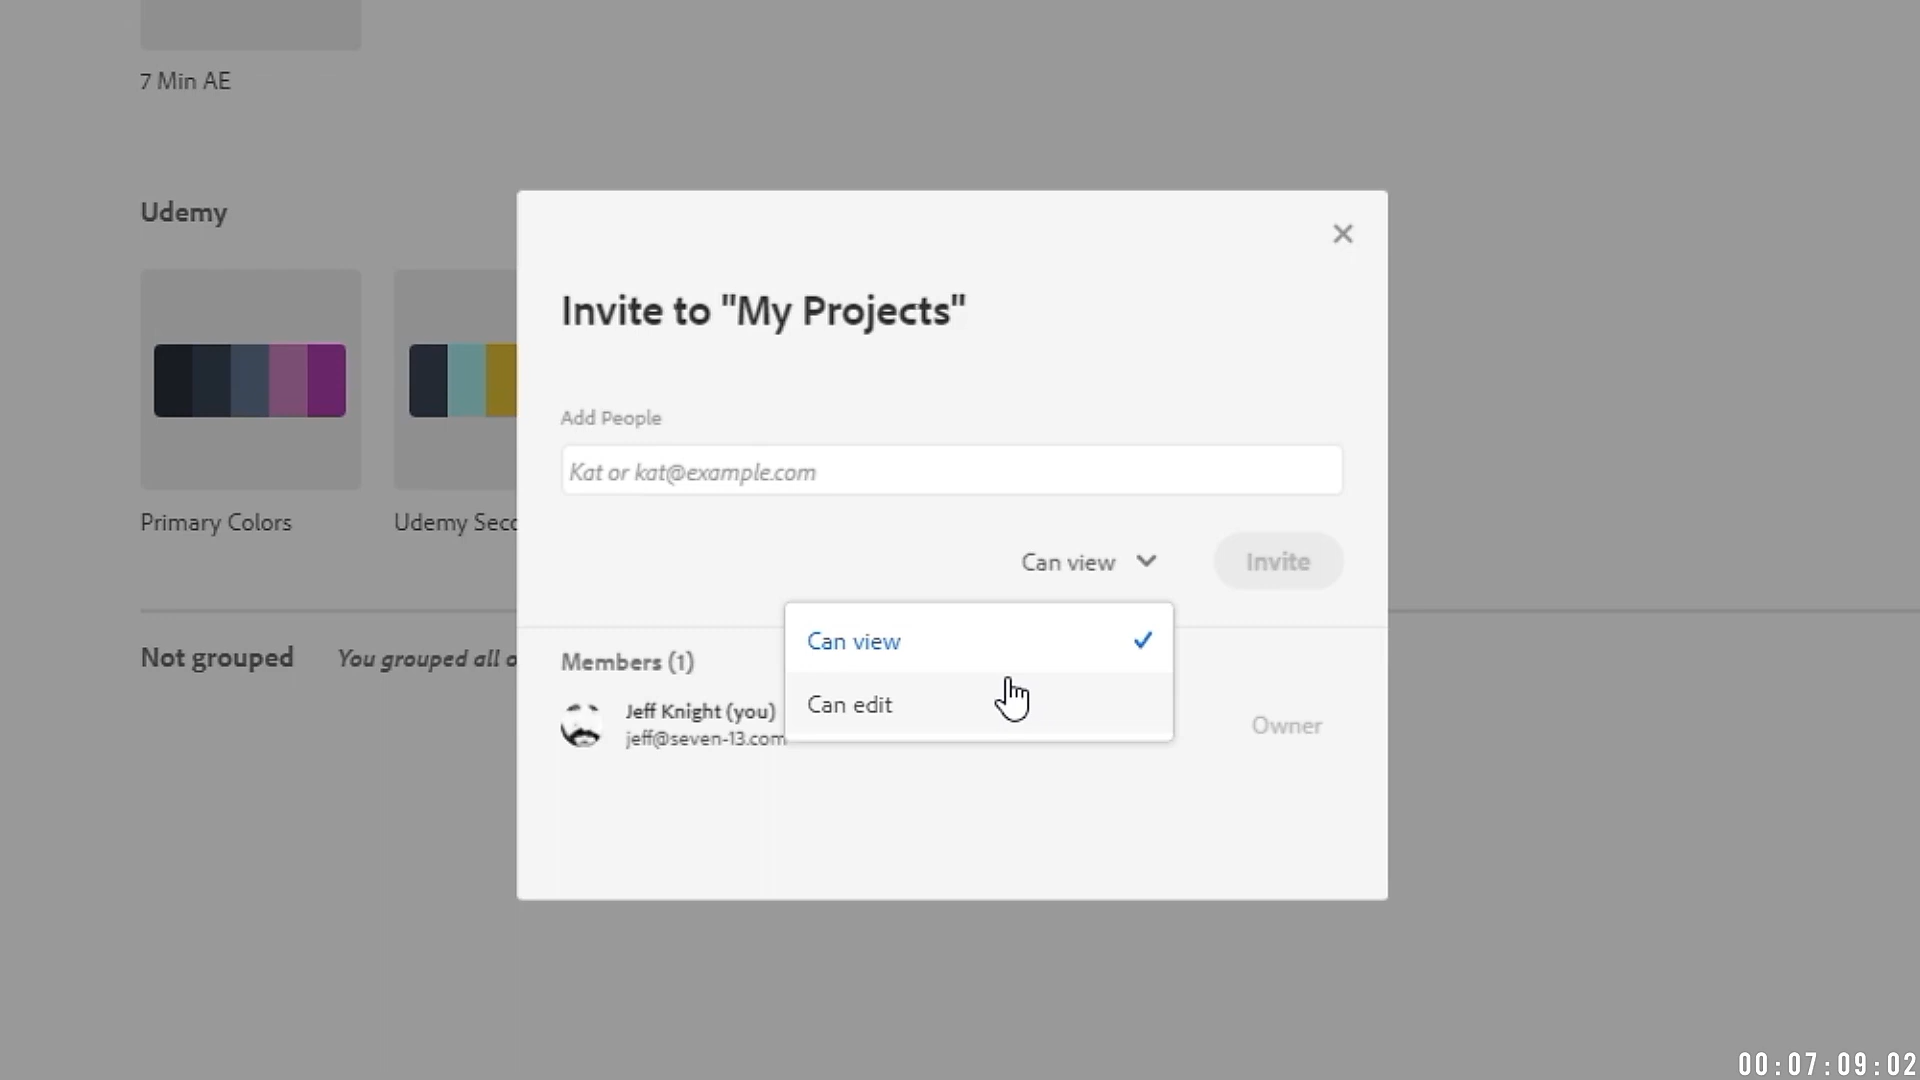 7 Min AE
Udemy
Primary Colors
Udemy Seco
Not grouped
You grouped all o
Invite to "My Projects"
Add People
Kat or kat@example.com
Can view
Invite
Can view
Can edit
Members (1)
Jeff Knight (you)
jeff@seven-13.com
Owner
00:07:09:02